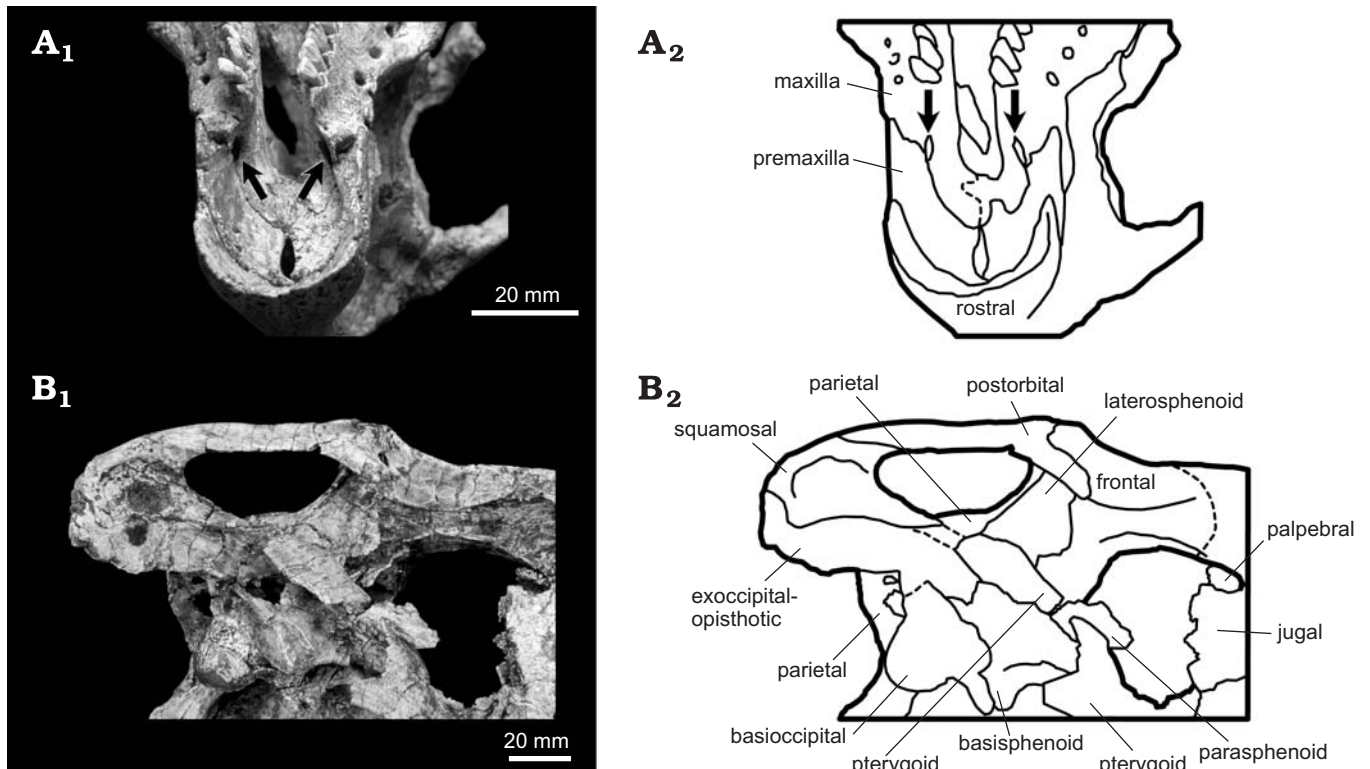 A1
A2
maxilla
premaxilla
20 mm
rostral
B1
B2
parietal
postorbital
laterosphenoid
squamosal
frontal
palpebral
exoccipital-
opisthotic
jugal
parietal
basioccipital
basisphenoid
parasphenoid
pterygoid
pterygoid
20 mm